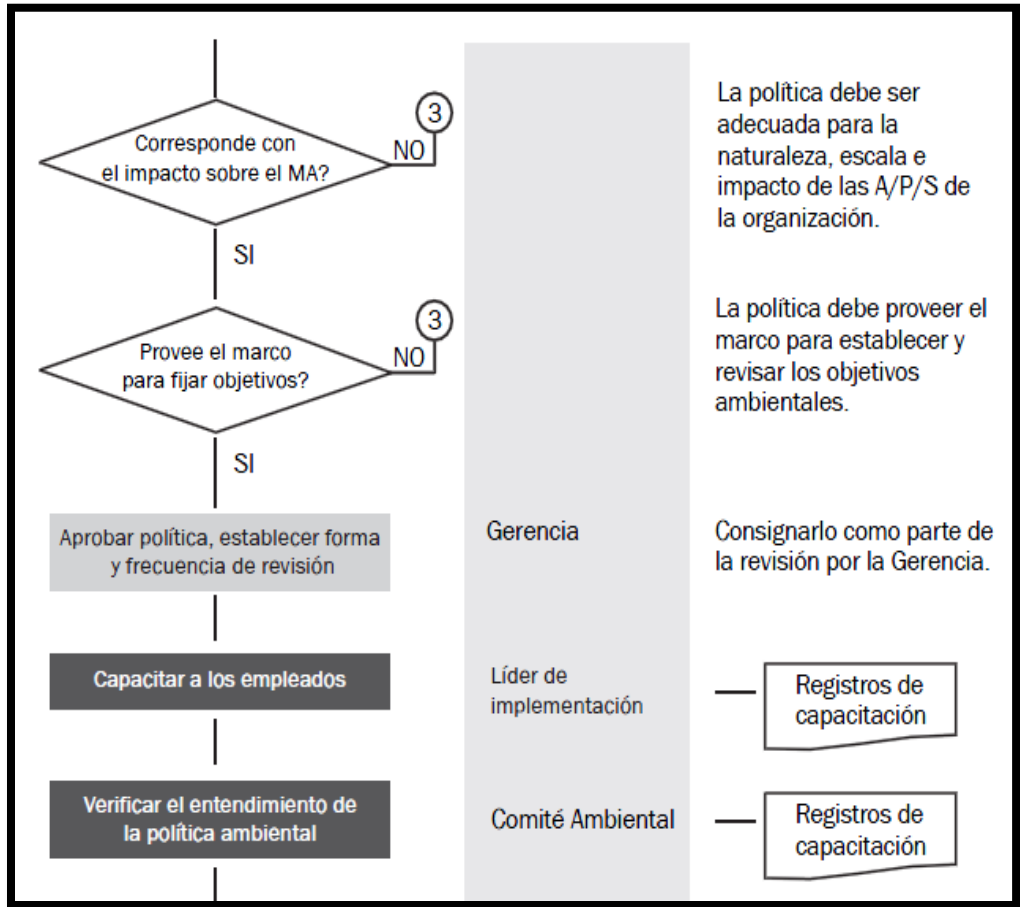 Corresponde con
el impacto sobre el MA?
3
NO
SI
La política debe ser
adecuada para la
naturaleza, escala e
impacto de las A/P/S de
la organización.
Provee el marco
para fijar objetivos?
3
NO
SI
La política debe proveer el
marco para establecer y
revisar los objetivos
ambientales.
Aprobar política, establecer forma
y frecuencia de revisión
Gerencia
Consignarlo como parte de
la revisión por la Gerencia.
Capacitar a los empleados
Líder de
implementación
Registros de
capacitación
Verificar el entendimiento de
la política ambiental
Comité Ambiental
Registros de
capacitación